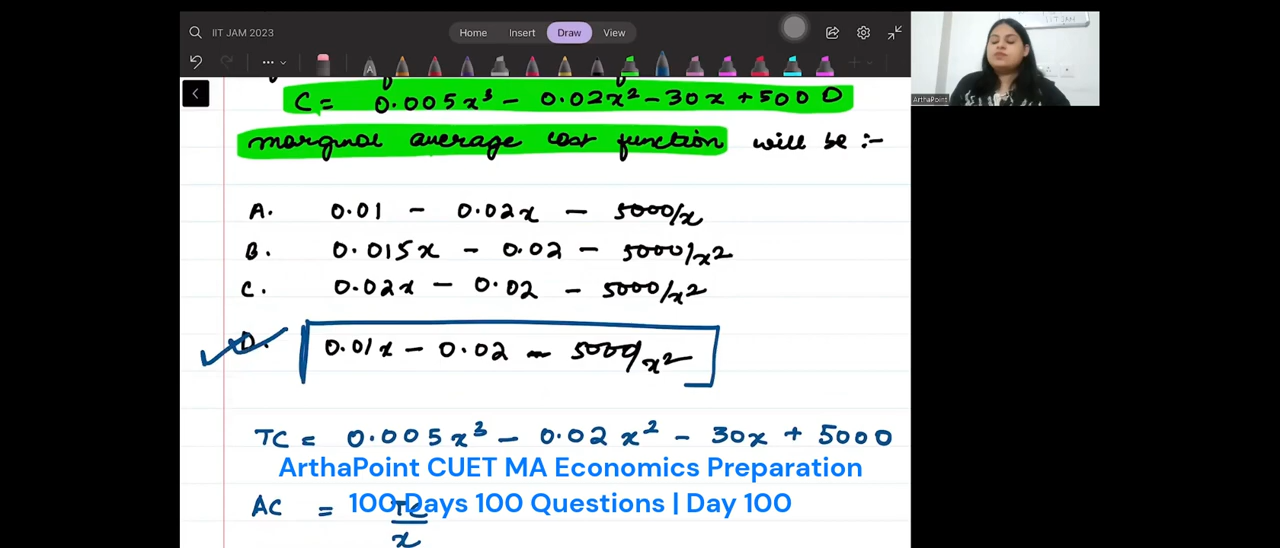 IIT JAM 2023
Home Insert Draw View
C = 0.005x³ - 0.02x² - 30x + 5000
marginal average cost function will be :-
A. 0.01 - 0.02x - 5000/x
B. 0.015x - 0.02 - 5000/x²
C. 0.02x - 0.02 - 5000/x²
D. 0.01x - 0.02 - 5000/x²
TC = 0.005x³ - 0.02x² - 30x + 5000
ArthaPoint CUET MA Economics Preparation
100 Days 100 Questions | Day 100
AC = TC
x
ArthaPoint
IIT JAM